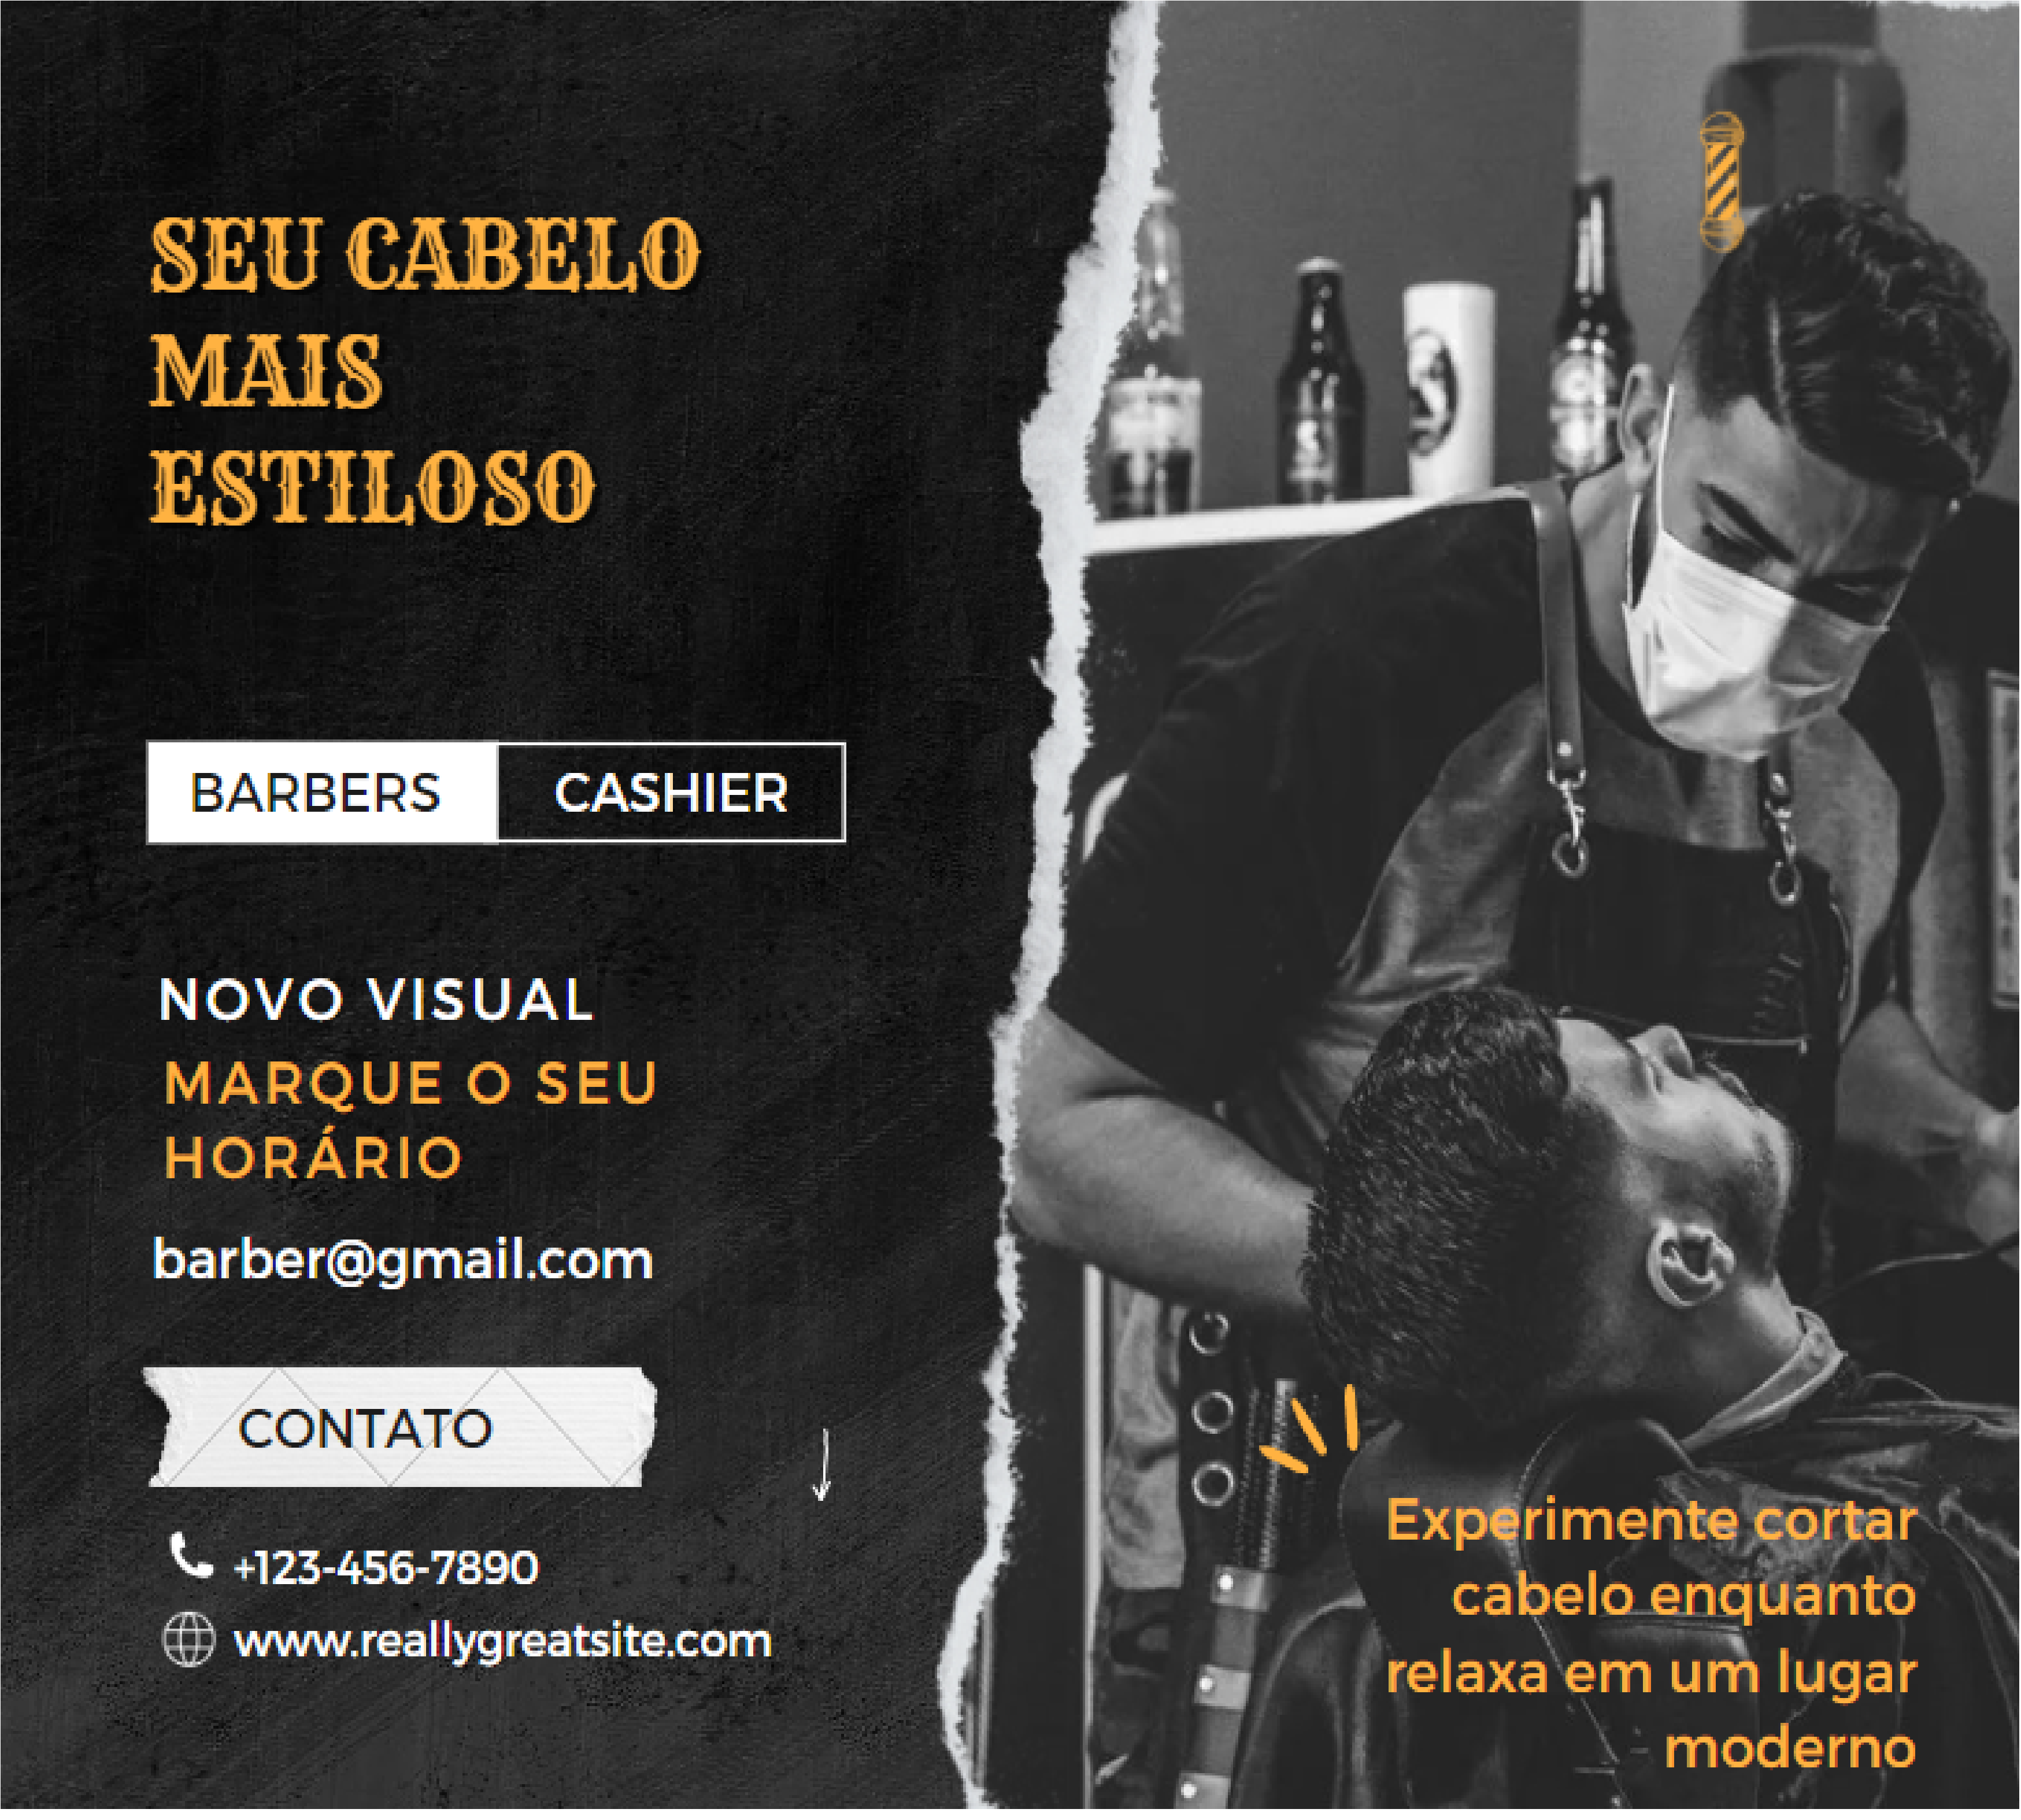 SEU CABELO
MAIS
ESTILOSO
BARBERS CASHIER
NOVO VISUAL
MARQUE O SEU
HORÁRIO
barber@gmail.com
CONTATO
+123-456-7890
www.reallygreatsite.com
Experimente cortar
cabelo enquanto
relaxa em um lugar
moderno